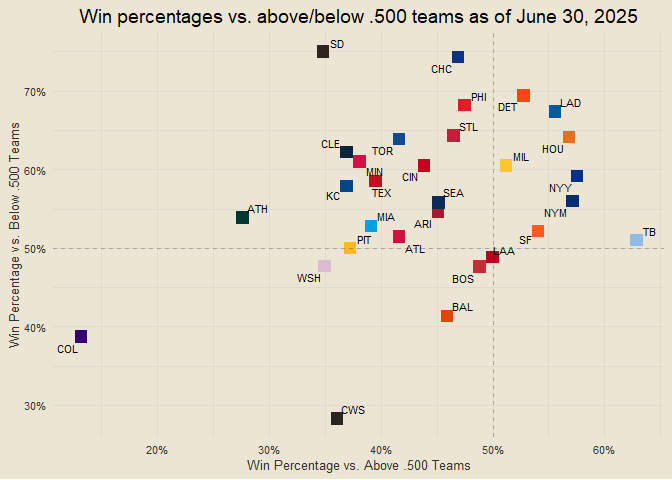 Win percentages vs. above/below .500 teams as of June 30, 2025
SD
CHC
70%
PHI
DET
LAD
STL
HOU
CLE
TOR
MIL
60%
MIN
CIN
NYY
KC
TEX
SEA
ATH
MIA
ARI
NYM
PIT
SF
TB
50%
ATL
LAA
WSH
BOS
BAL
40%
COL
30%
CWS
Win Percentage vs. Below .500 Teams
20%
30%
40%
50%
60%
Win Percentage vs. Above .500 Teams